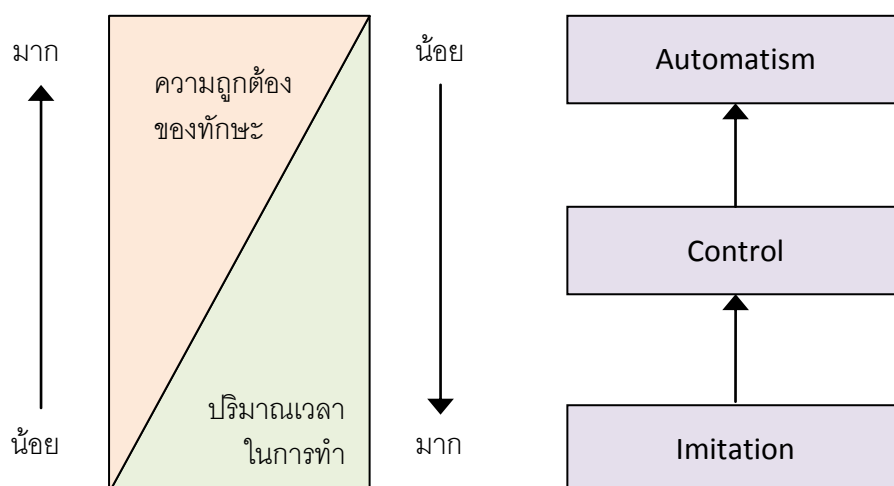 มาก
น้อย
ความถูกต้อง
ของทักษะ
ปริมาณเวลา
ในการทำ
น้อย
มาก
Automatism
Control
Imitation